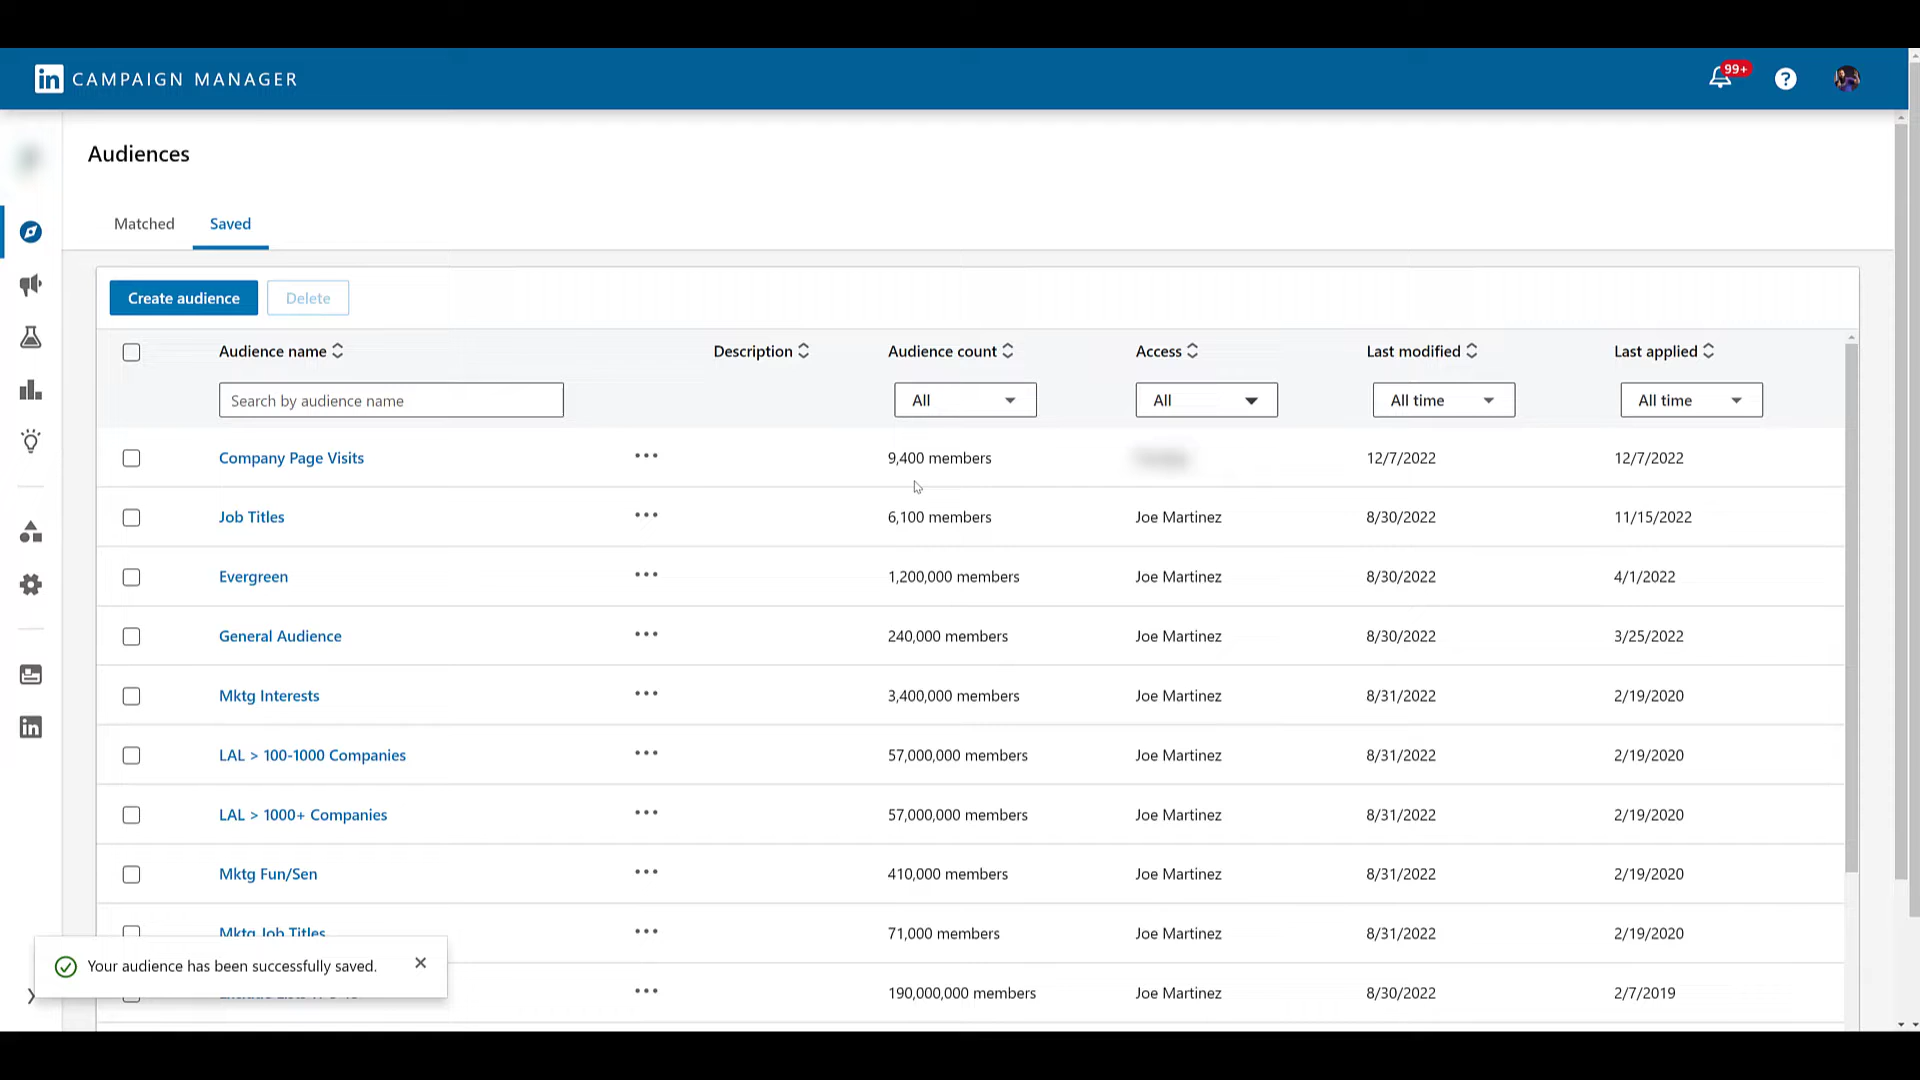 in CAMPAIGN MANAGER 99+ ?
Audiences
Matched Saved
Create audience Delete
Audience name Description Audience count Access Last modified Last applied
Search by audience name All All All time All time
Company Page Visits ... 9,400 members 12/7/2022 12/7/2022
Job Titles ... 6,100 members Joe Martinez 8/30/2022 11/15/2022
Evergreen ... 1,200,000 members Joe Martinez 8/30/2022 4/1/2022
General Audience ... 240,000 members Joe Martinez 8/30/2022 3/25/2022
Mktg Interests ... 3,400,000 members Joe Martinez 8/31/2022 2/19/2020
LAL > 100-1000 Companies ... 57,000,000 members Joe Martinez 8/31/2022 2/19/2020
LAL > 1000+ Companies ... 57,000,000 members Joe Martinez 8/31/2022 2/19/2020
Mktg Fun/Sen ... 410,000 members Joe Martinez 8/31/2022 2/19/2020
Mktg Job Titles ... 71,000 members Joe Martinez 8/31/2022 2/19/2020
Your audience has been successfully saved.
... 190,000,000 members Joe Martinez 8/30/2022 2/7/2019